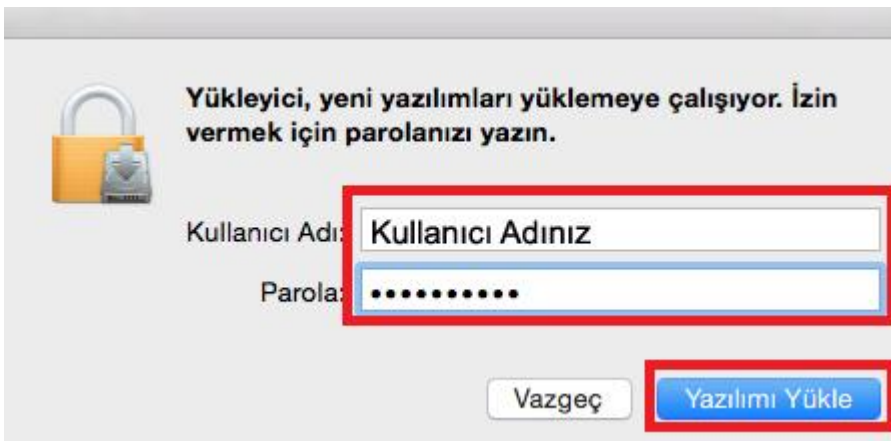 Yükleyici, yeni yazılımları yüklemeye çalışıyor. İzin
vermek için parolanızı yazın.
Kullanıcı Adı: Kullanıcı Adınız
Parola: ••••••••••
Vazgeç Yazılımı Yükle